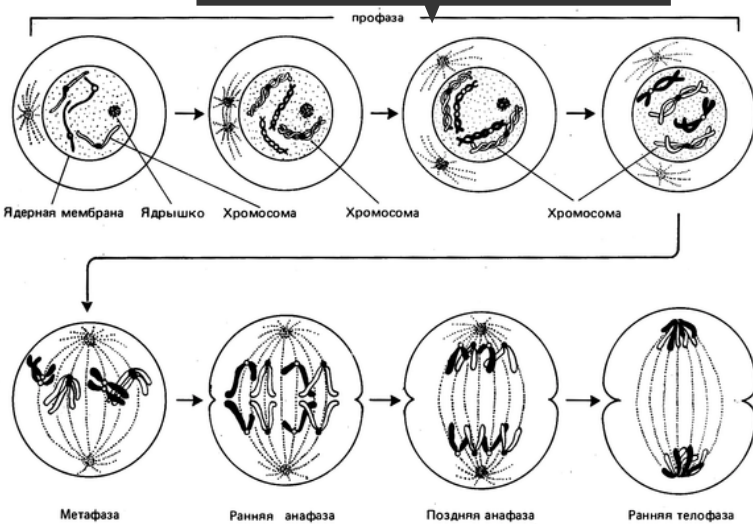 профаза
Ядерная мембрана Ядрышко Хромосома Хромосома Хромосома
Метафаза Ранняя анафаза Поздняя анафаза Ранняя телофаза